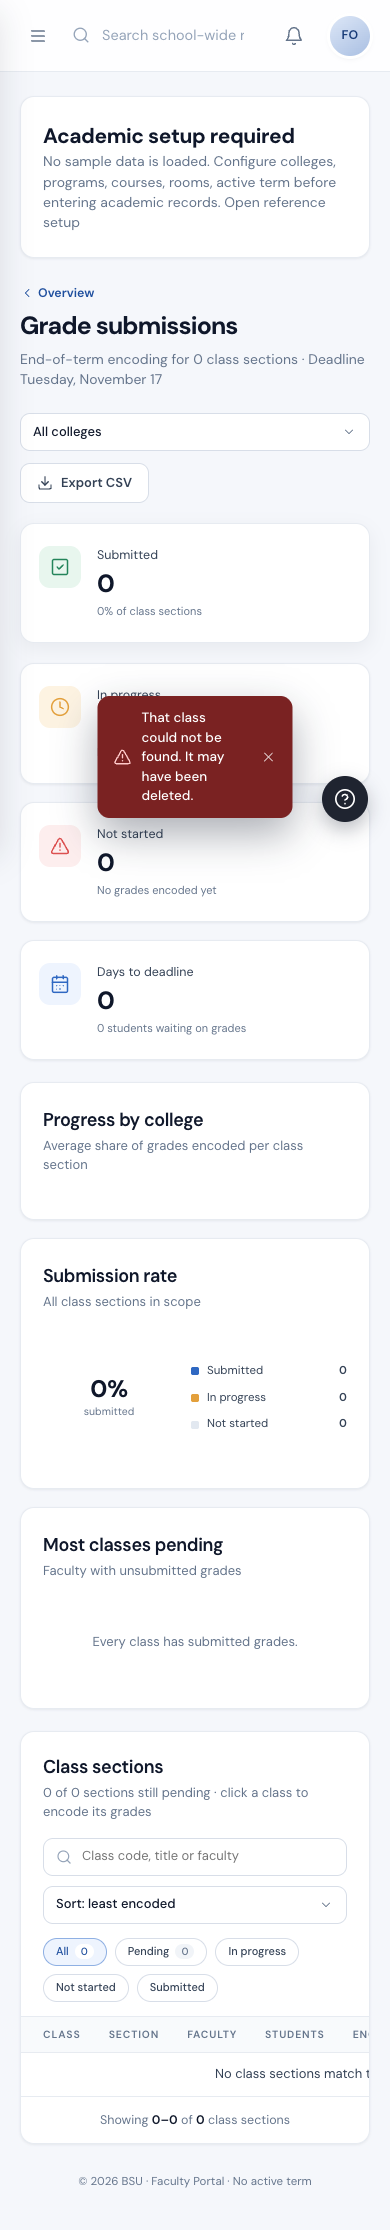 Search school-wide r
FO
Academic setup required
No sample data is loaded. Configure colleges,
programs, courses, rooms, active term before
entering academic records. Open reference
setup
Overview
Grade submissions
End-of-term encoding for 0 class sections · Deadline
Tuesday, November 17
All colleges
Export CSV
Submitted
0
0% of class sections
In progress
That class
could not be
found. It may
have been
deleted.
Not started
0
No grades encoded yet
Days to deadline
0
0 students waiting on grades
Progress by college
Average share of grades encoded per class
section
Submission rate
All class sections in scope
0%
submitted
Submitted 0
In progress 0
Not started 0
Most classes pending
Faculty with unsubmitted grades
Every class has submitted grades.
Class sections
0 of 0 sections still pending · click a class to
encode its grades
Class code, title or faculty
Sort: least encoded
All 0 Pending 0 In progress
Not started Submitted
CLASS SECTION FACULTY STUDENTS
No class sections match
Showing 0–0 of 0 class sections
© 2026 BSU · Faculty Portal · No active term